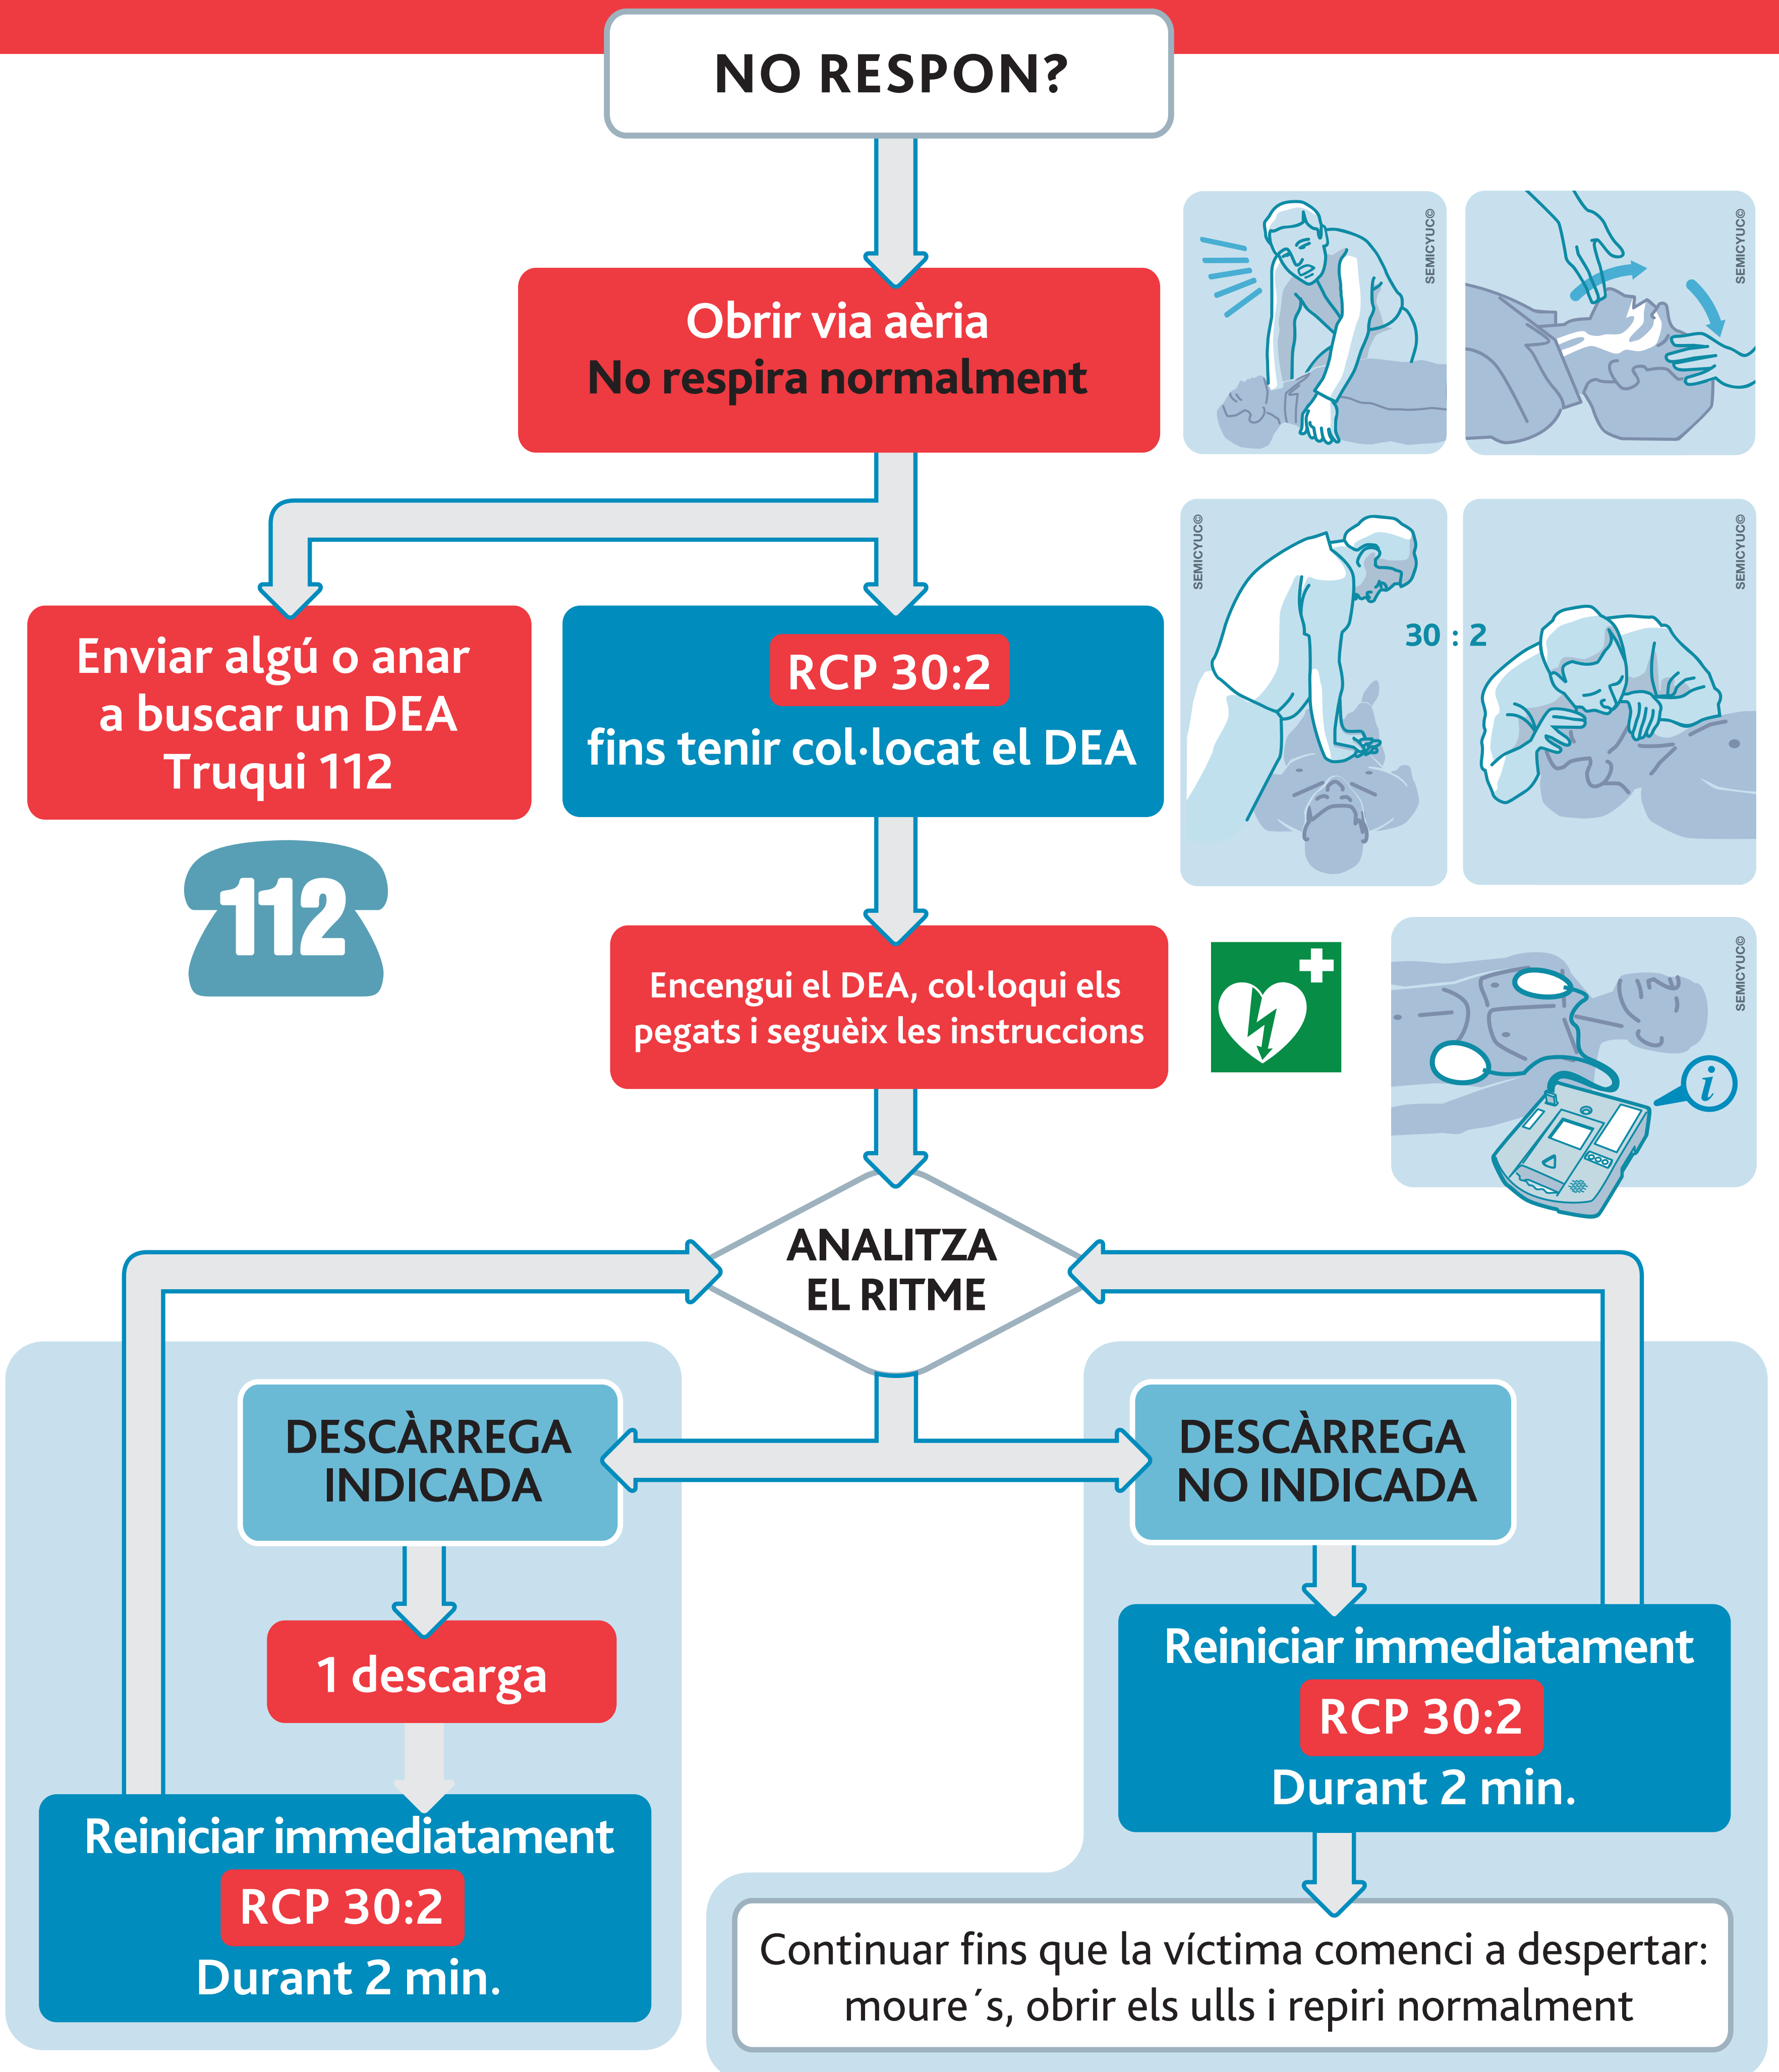 NO RESPON?
SEMICYUC©
SEMICYUC©
Obrir via aèria
No respira normalment
SEMICYUC©
SEMICYUC©
30 : 2
Enviar algú o anar
a buscar un DEA
Truqui 112
RCP 30:2
fins tenir col·locat el DEA
112
Encengui el DEA, col·loqui els
pegats i seguèix les instruccions
SEMICYUC©
i
ANALITZA
EL RITME
DESCÀRREGA
INDICADA
DESCÀRREGA
NO INDICADA
1 descarga
Reiniciar immediatament
RCP 30:2
Durant 2 min.
Reiniciar immediatament
RCP 30:2
Durant 2 min.
Continuar fins que la víctima comenci a despertar:
moure´s, obrir els ulls i repiri normalment